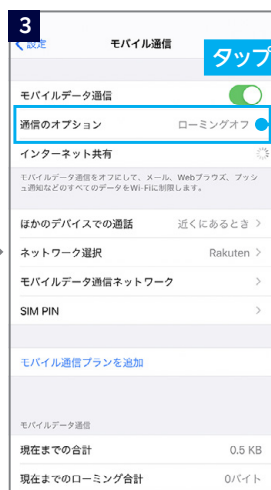 3
設定
モバイル通信
タップ
モバイルデータ通信
通信のオプション ローミングオフ
インターネット共有
モバイルデータ通信をオフにして、メール、Webブラウズ、プッシ
ュ通知などのすべてのデータをWi-Fiに制限します。
ほかのデバイスでの通話 近くにあるとき >
ネットワーク選択 Rakuten >
モバイルデータ通信ネットワーク >
SIM PIN >
モバイル通信プランを追加
モバイルデータ通信
現在までの合計 0.5 KB
現在までのローミング合計 0バイト